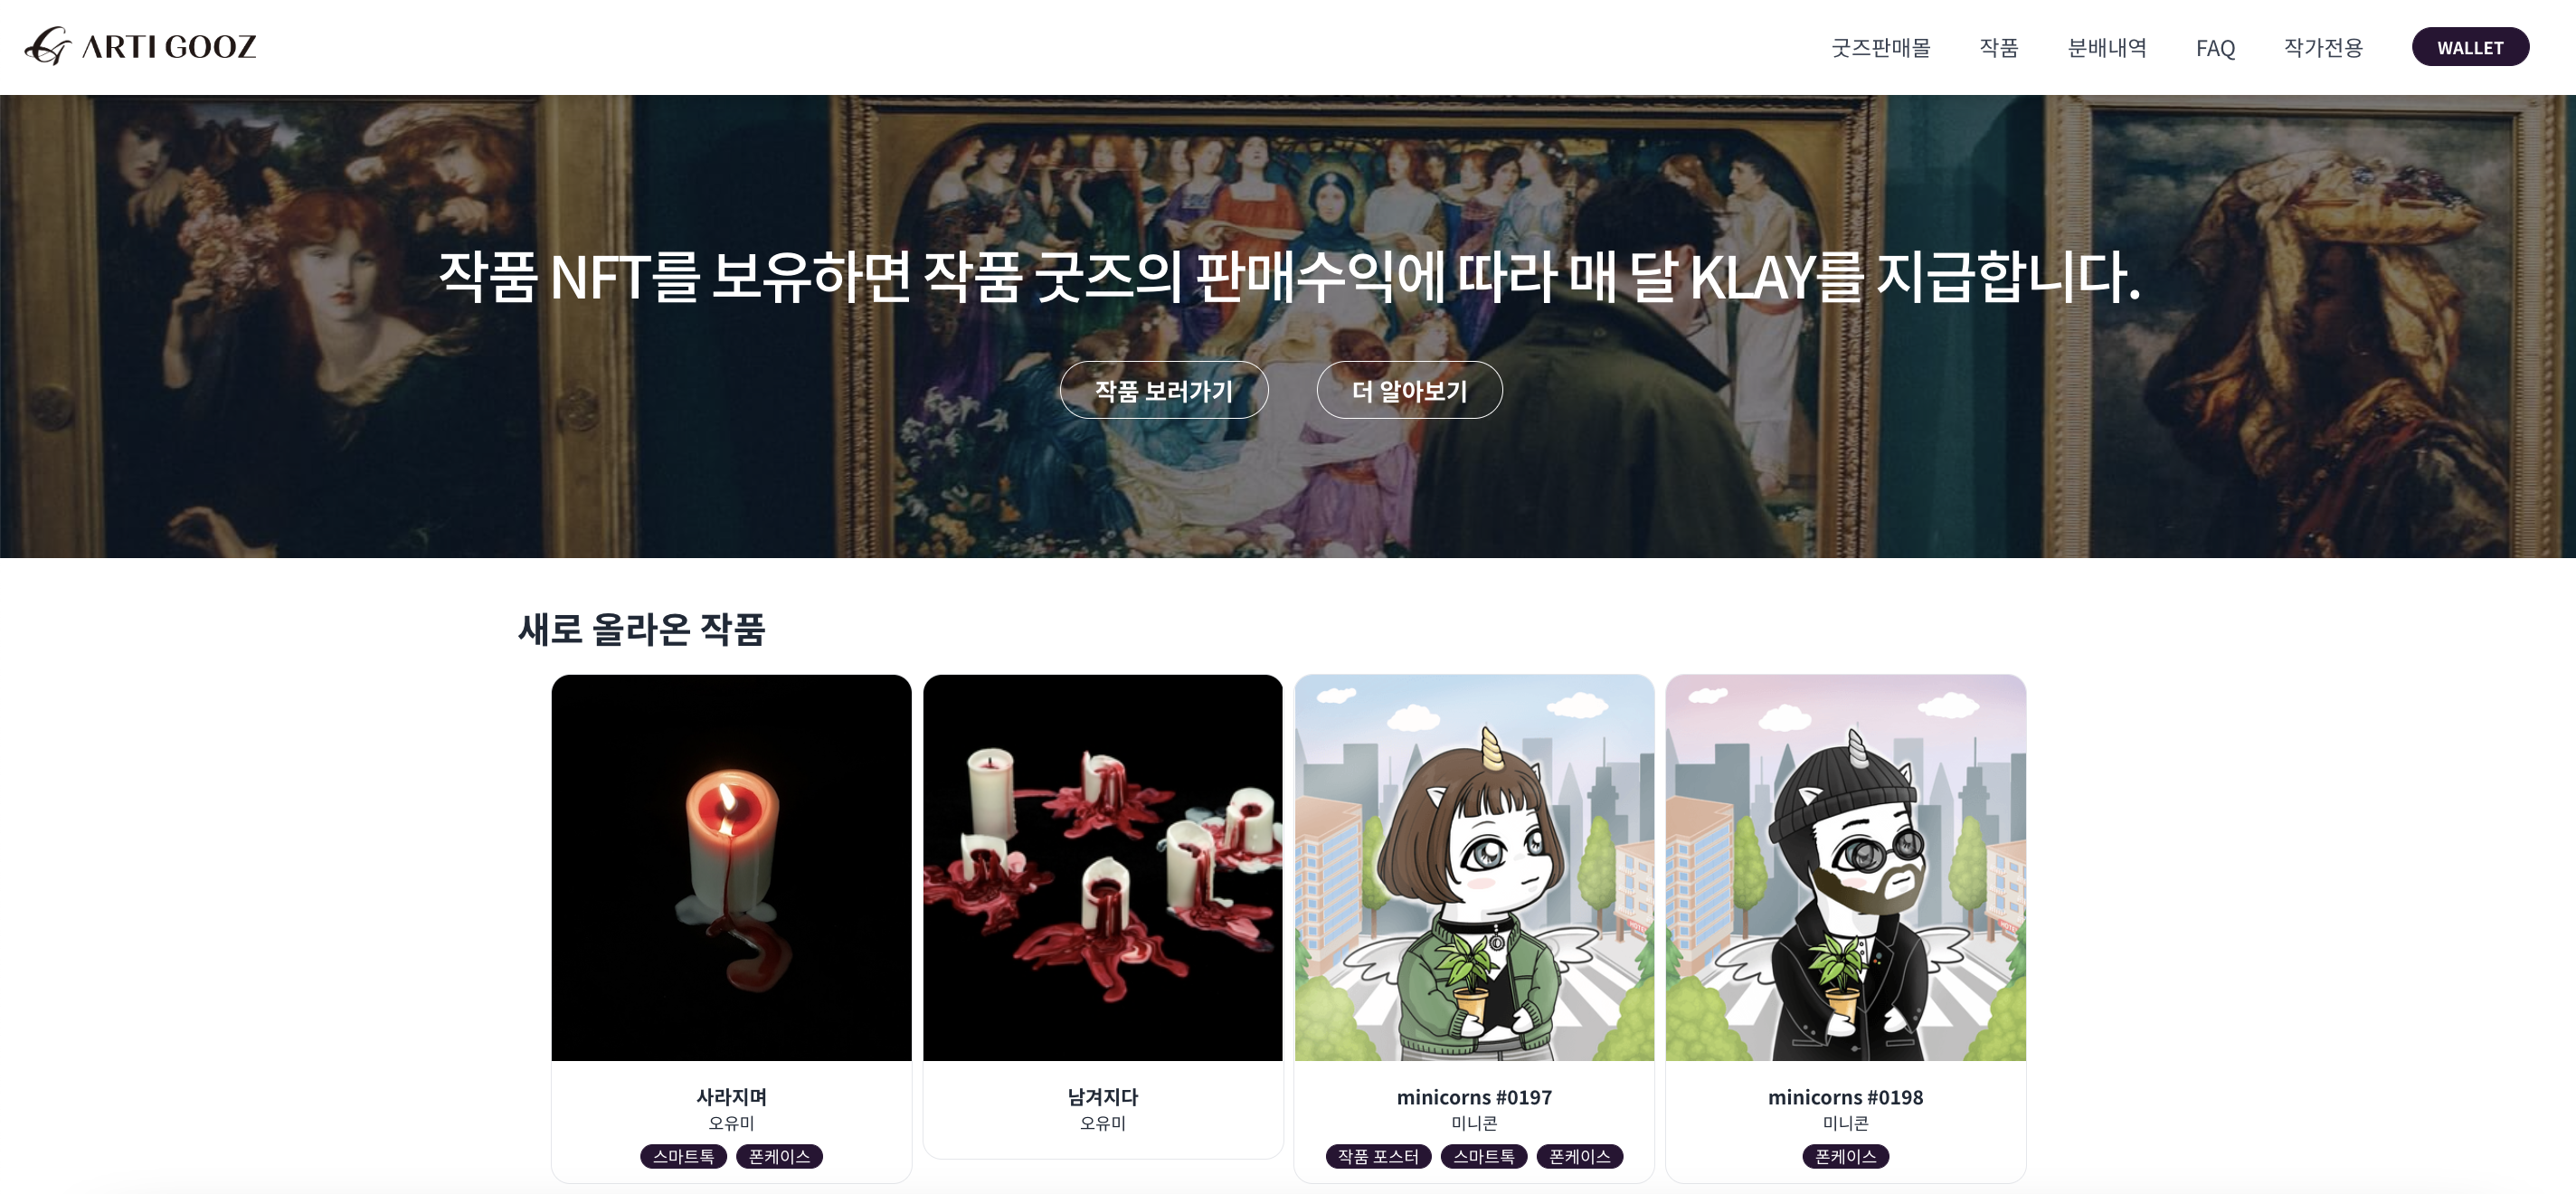 ARTI GOOZ
굿즈판매몰 작품 분배내역 FAQ 작가전용 WALLET
작품 NFT를 보유하면 작품 굿즈의 판매수익에 따라 매 달 KLAY를 지급합니다.
작품 보러가기 더 알아보기
새로 올라온 작품
사라지며
오유미
스마트톡 폰케이스
남겨지다
오유미
minicorns #0197
미니콘
작품 포스터 스마트톡 폰케이스
minicorns #0198
미니콘
폰케이스